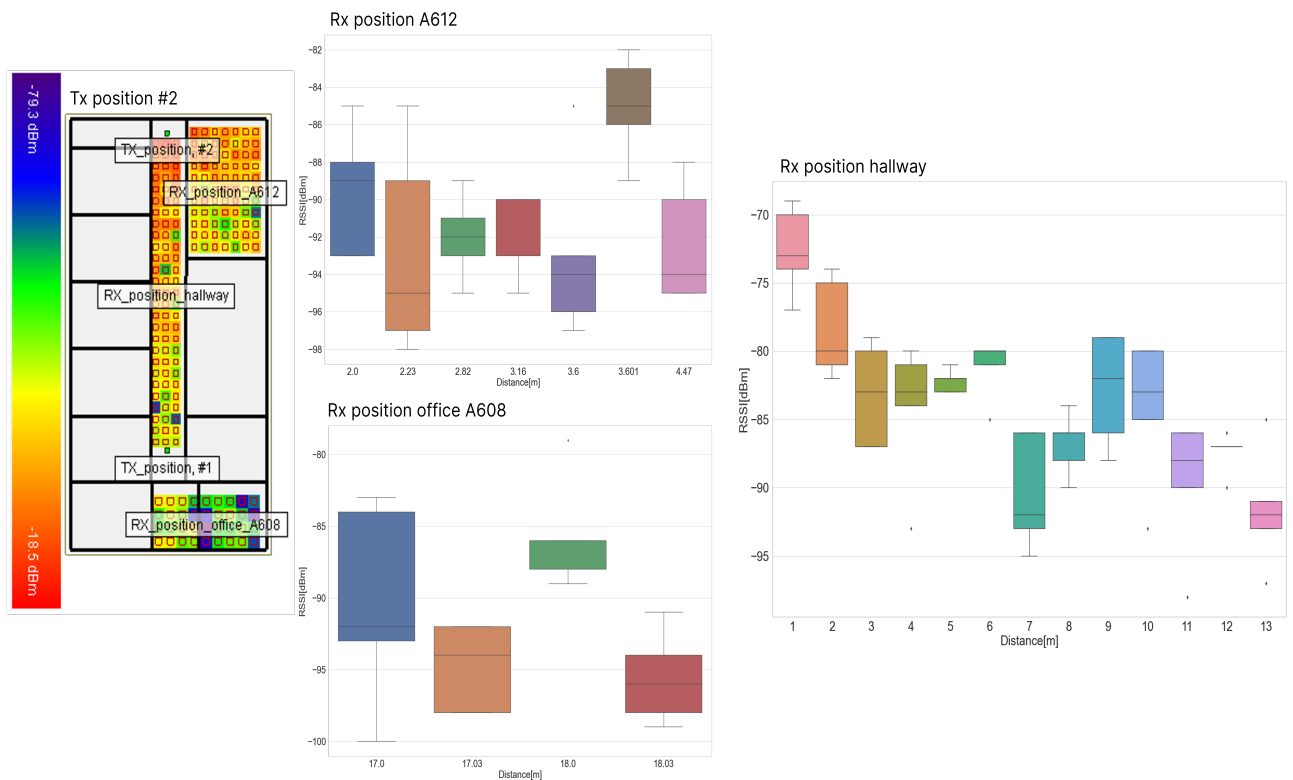 Tx position #2
-79.3 dBm
-18.5 dBm
TX_position, #2
RX_position_A612
RX_position_hallway
TX_position, #1
RX_position_office_A608
Rx position A612
RSSI[dBm]
−82
−84
−86
−88
−90
−92
−94
−96
−98
2.0 2.23 2.82 3.16 3.6 3.601 4.47
Distance[m]
Rx position office A608
RSSI[dBm]
−80
−85
−90
−95
−100
17.0 17.03 18.0 18.03
Distance[m]
Rx position hallway
RSSI[dBm]
−70
−75
−80
−85
−90
−95
1 2 3 4 5 6 7 8 9 10 11 12 13
Distance[m]